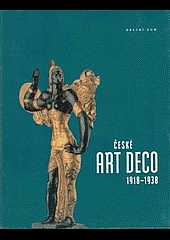 OBECNÍ DŮM
ČESKÉ
ART DECO
1918–1938